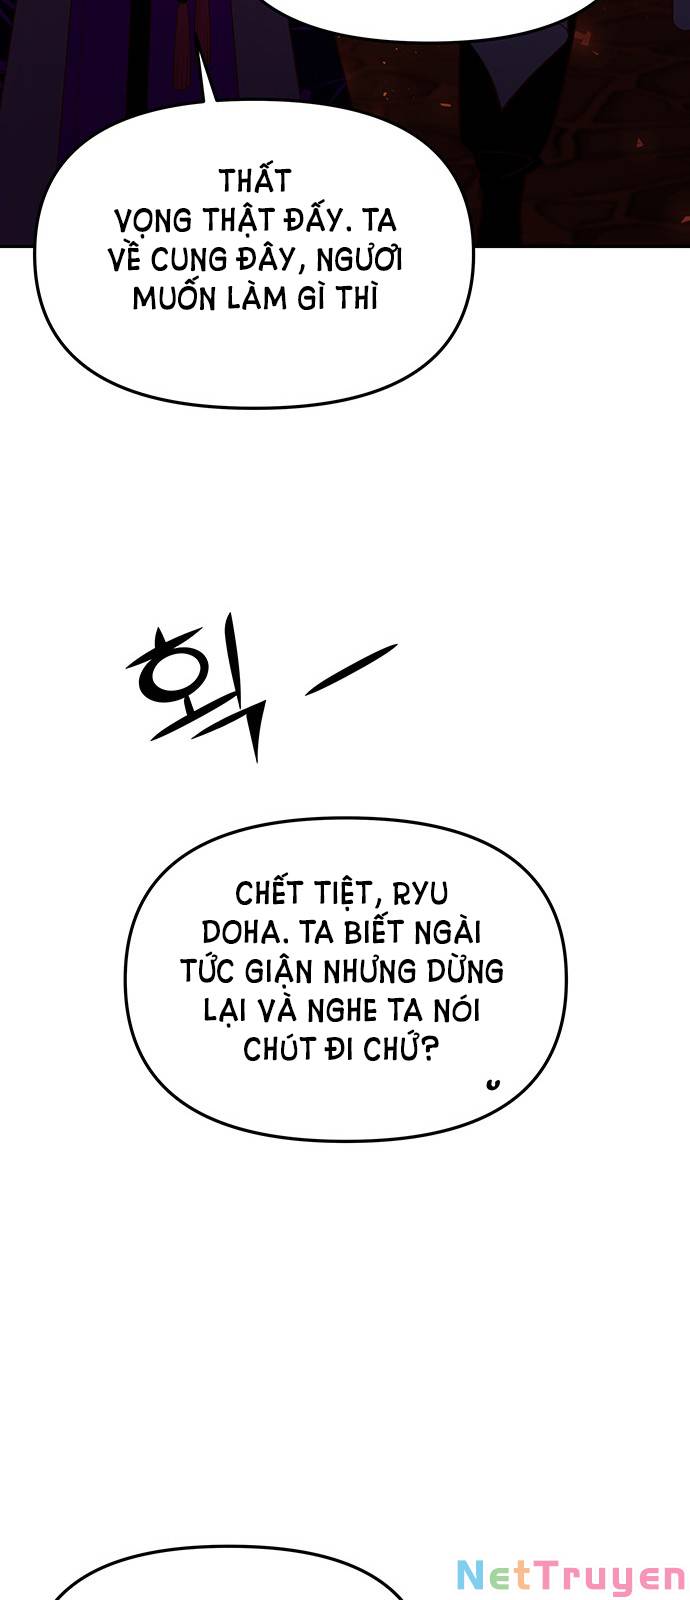 THẤT
VỌNG THẬT ĐẤY. TA
VỀ CUNG ĐÂY, NGƯƠI
MUỐN LÀM GÌ THÌ
획
CHẾT TIỆT, RYU
DOHA. TA BIẾT NGÀI
TỨC GIẬN NHƯNG DỪNG
LẠI VÀ NGHE TA NÓI
CHÚT ĐI CHỨ?
NetTruyen